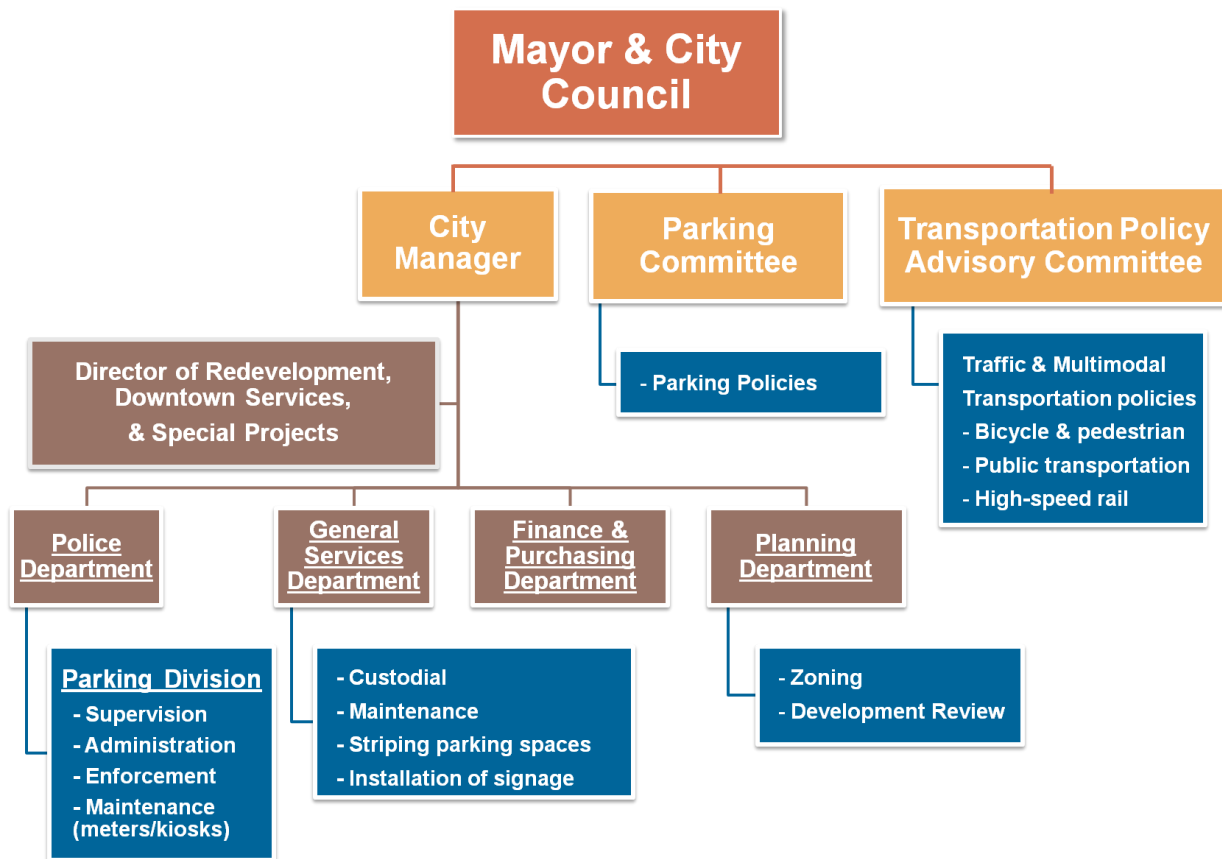 Mayor & City
Council
City
Manager
Parking
Committee
Transportation Policy
Advisory Committee
Director of Redevelopment,
Downtown Services,
& Special Projects
- Parking Policies
Traffic & Multimodal
Transportation policies
- Bicycle & pedestrian
- Public transportation
- High-speed rail
Police
Department
General
Services
Department
Finance &
Purchasing
Department
Planning
Department
Parking Division
- Supervision
- Administration
- Enforcement
- Maintenance
(meters/kiosks)
- Custodial
- Maintenance
- Striping parking spaces
- Installation of signage
- Zoning
- Development Review